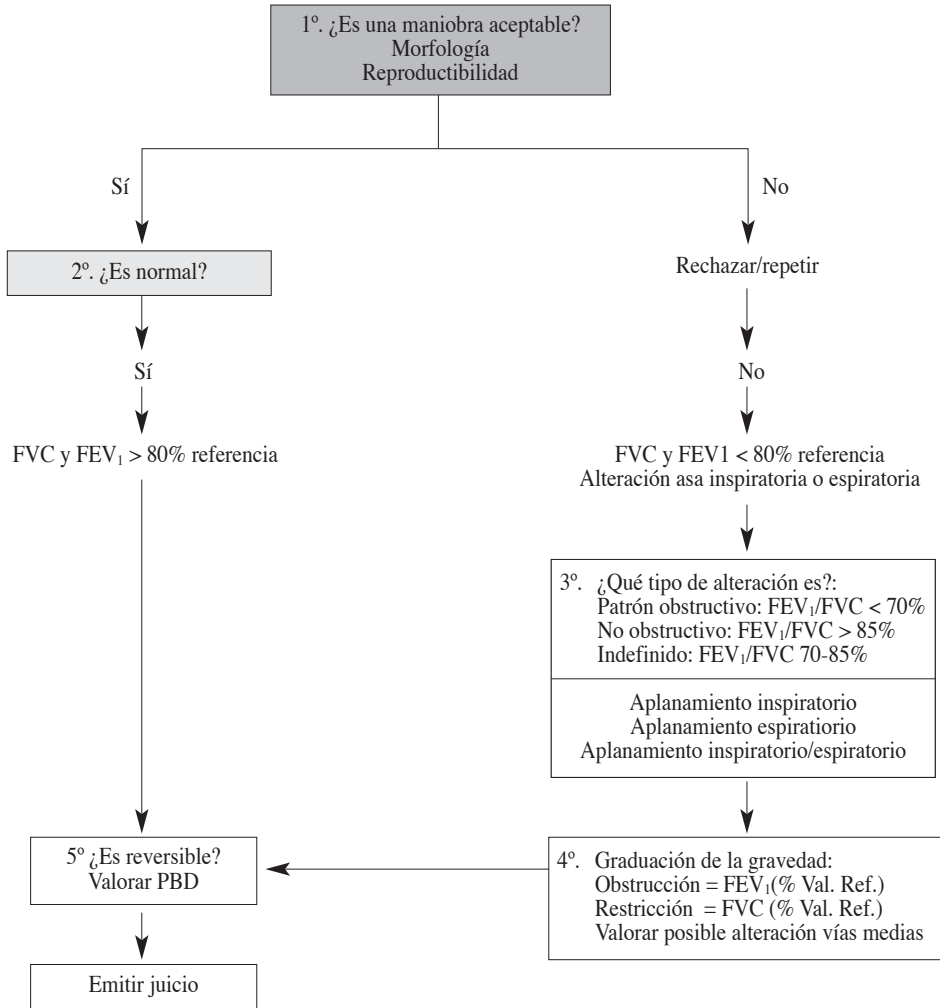 1º. ¿Es una maniobra aceptable?
Morfología
Reproductibilidad
Sí
No
2º. ¿Es normal?
Rechazar/repetir
Sí
No
FVC y FEV₁ > 80% referencia
FVC y FEV1 < 80% referencia
Alteración asa inspiratoria o espiratoria
3º. ¿Qué tipo de alteración es?:
Patrón obstructivo: FEV₁/FVC < 70%
No obstructivo: FEV₁/FVC > 85%
Indefinido: FEV₁/FVC 70-85%
Aplanamiento inspiratorio
Aplanamiento espiratiorio
Aplanamiento inspiratorio/espiratorio
5º ¿Es reversible?
Valorar PBD
4º. Graduación de la gravedad:
Obstrucción = FEV₁(% Val. Ref.)
Restricción = FVC (% Val. Ref.)
Valorar posible alteración vías medias
Emitir juicio